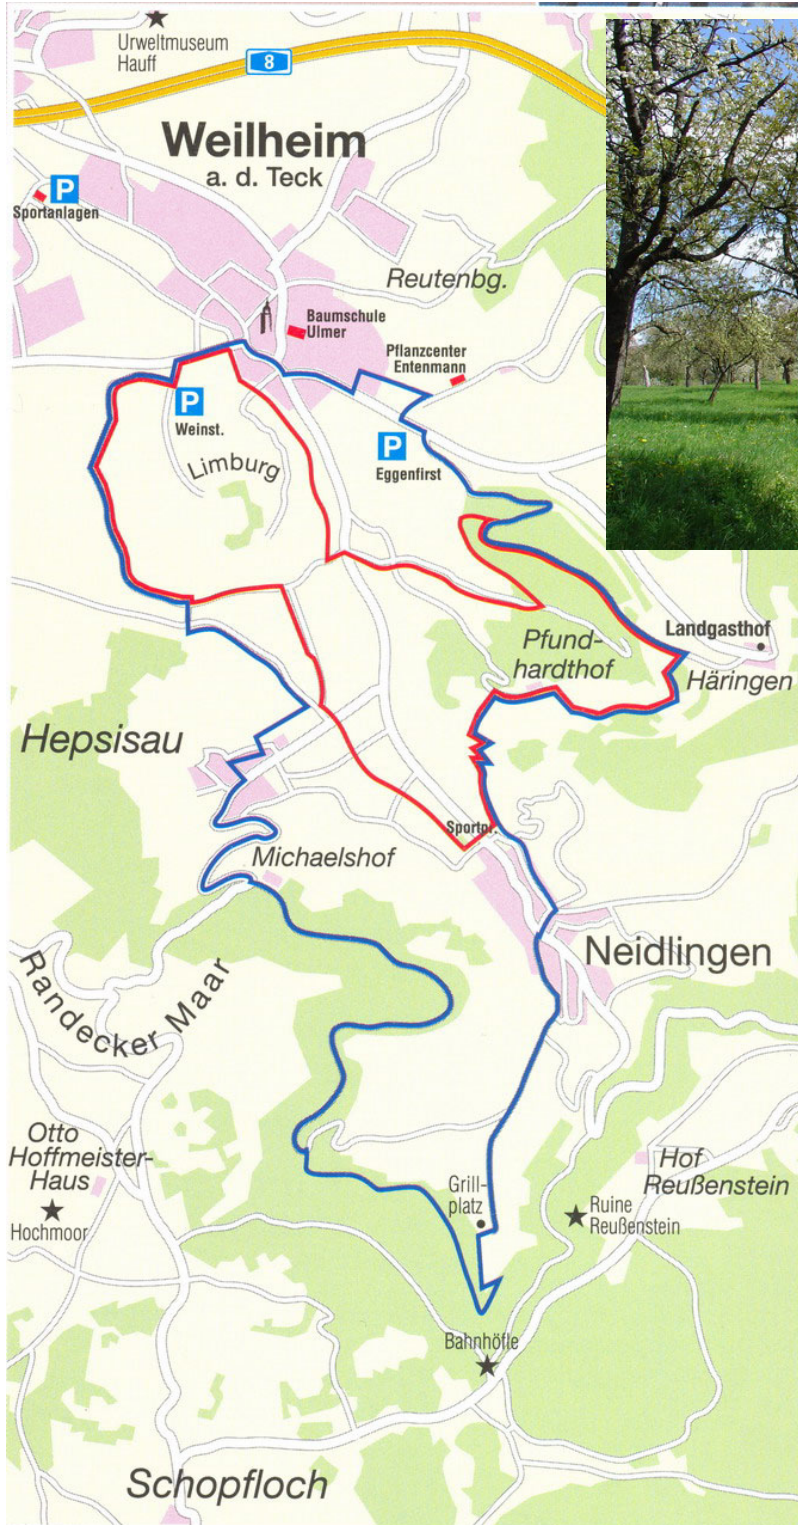 Urweltmuseum
Hauff
8
Weilheim
a. d. Teck
P
Sportanlagen
Reutenbg.
Baumschule
Ulmer
Pflanzcenter
Entenmann
P
Weinst.
P
Eggenfirst
Limburg
Landgasthof
Pfund-
hardthof
Häringen
Hepsisau
Sportpl.
Michaelshof
Neidlingen
Randecker Maar
Otto
Hoffmeister-
Haus
Hochmoor
Grill-
platz
Hof
Reußenstein
Ruine
Reußenstein
Bahnhöfle
Schopfloch